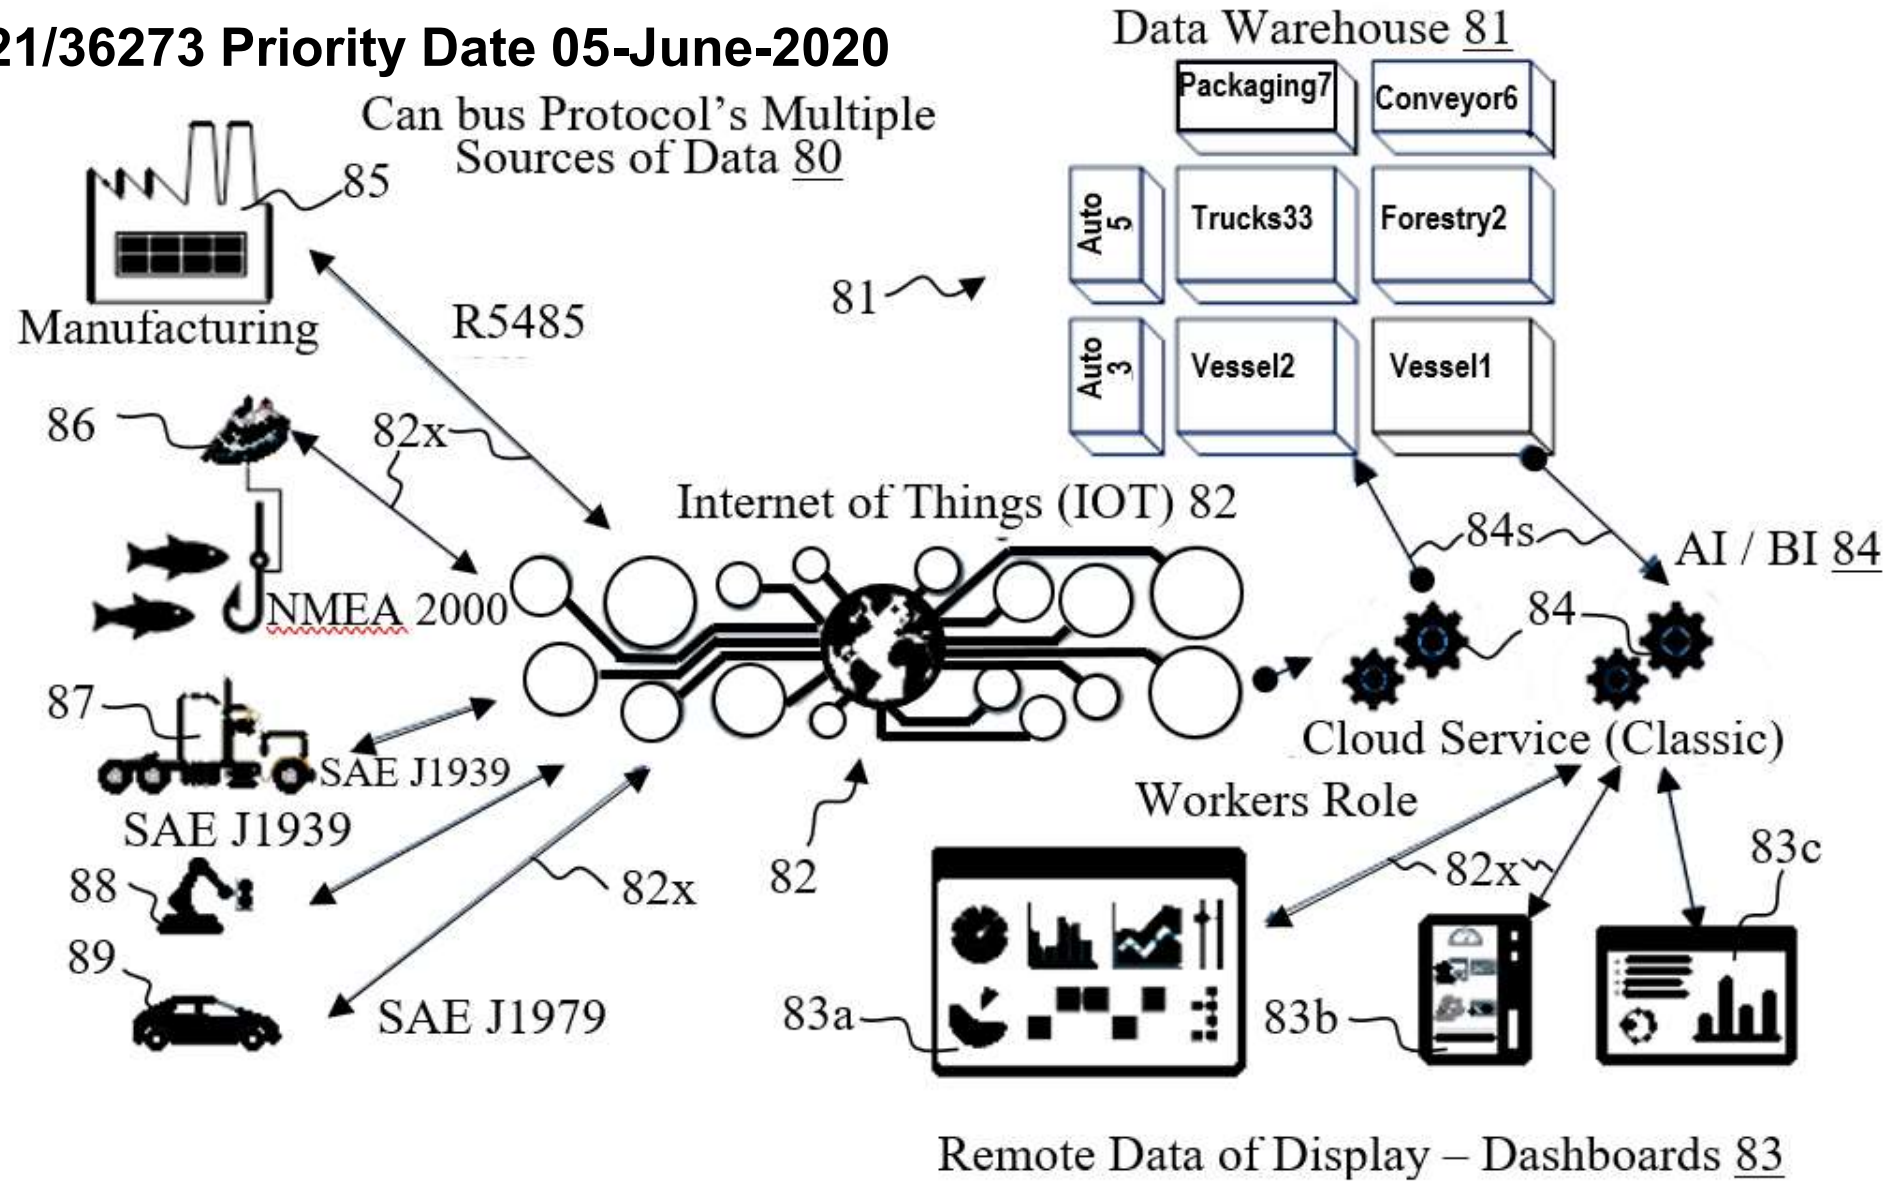 21/36273 Priority Date 05-June-2020
Data Warehouse 81
Can bus Protocol's Multiple
Sources of Data 80
Packaging7
Conveyor6
85
Auto
5
Trucks33
Forestry2
Manufacturing
R5485
81
Auto
3
Vessel2
Vessel1
86
82x
Internet of Things (IOT) 82
84s
AI / BI 84
NMEA 2000
84
87
SAE J1939
Cloud Service (Classic)
SAE J1939
Workers Role
88
82x
82
82x
83c
89
SAE J1979
83a
83b
Remote Data of Display – Dashboards 83